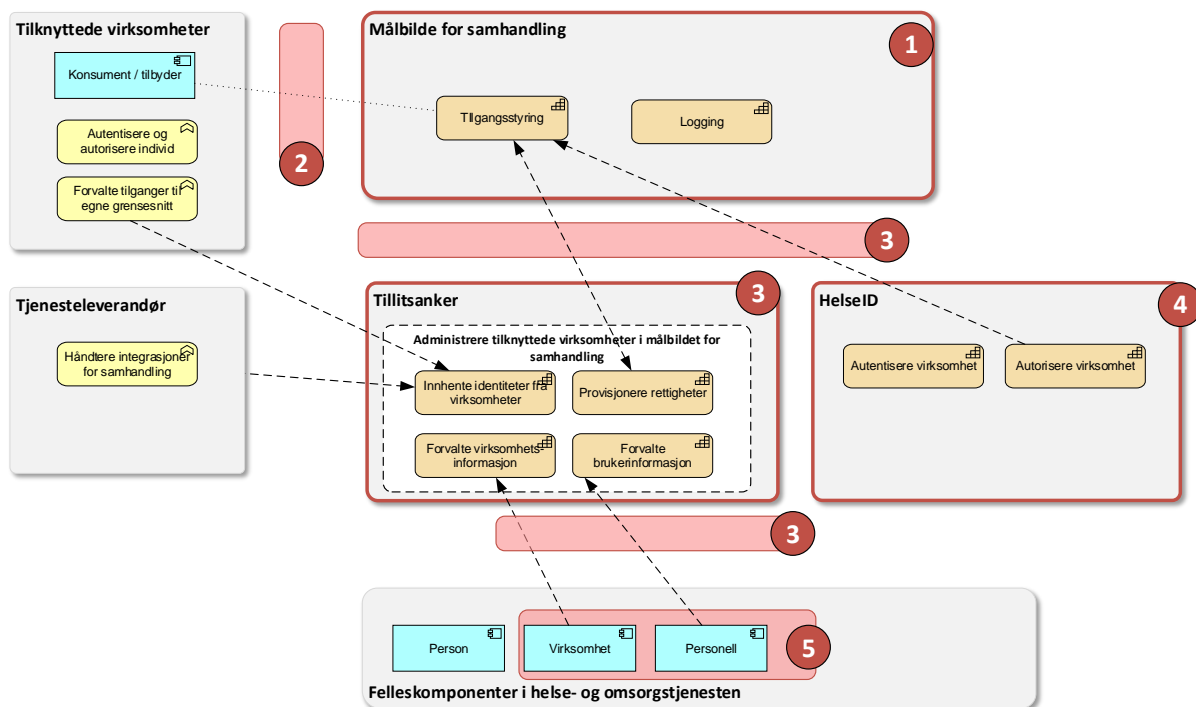 Tilknyttede virksomheter
Konsument / tilbyder
Autentisere og
autorisere individ
Forvalte tilganger til
egne grensesnitt
2
Målbilde for samhandling
1
TIlgangsstyring
Logging
3
Tjenesteleverandør
Håndtere integrasjoner
for samhandling
Tillitsanker
3
Administrere tilknyttede virksomheter i målbildet for
samhandling
Innhente identiteter fra
virksomheter
Provisjonere rettigheter
Forvalte virksomhets-
informasjon
Forvalte
brukerinformasjon
HelseID
4
Autentisere virksomhet
Autorisere virksomhet
3
Person
Virksomhet
Personell
5
Felleskomponenter i helse- og omsorgstjenesten